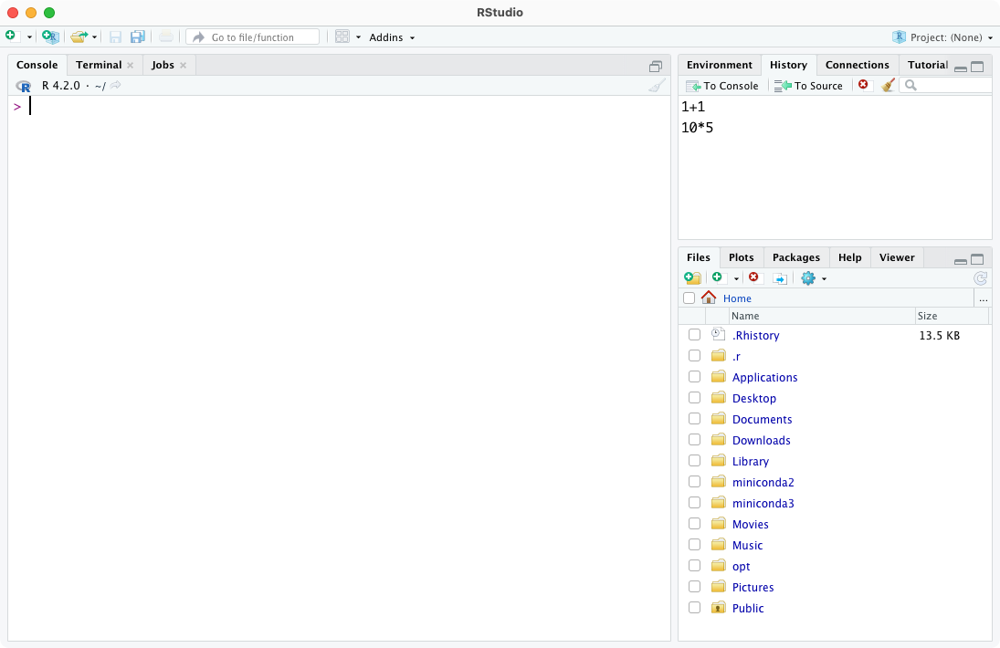 RStudio
Go to file/function
Addins
Project: (None)
Console Terminal Jobs
R 4.2.0 · ~/
>
Environment History Connections Tutorial
To Console To Source
1+1
10*5
Files Plots Packages Help Viewer
Home ...
Name Size
.Rhistory 13.5 KB
.r
Applications
Desktop
Documents
Downloads
Library
miniconda2
miniconda3
Movies
Music
opt
Pictures
Public